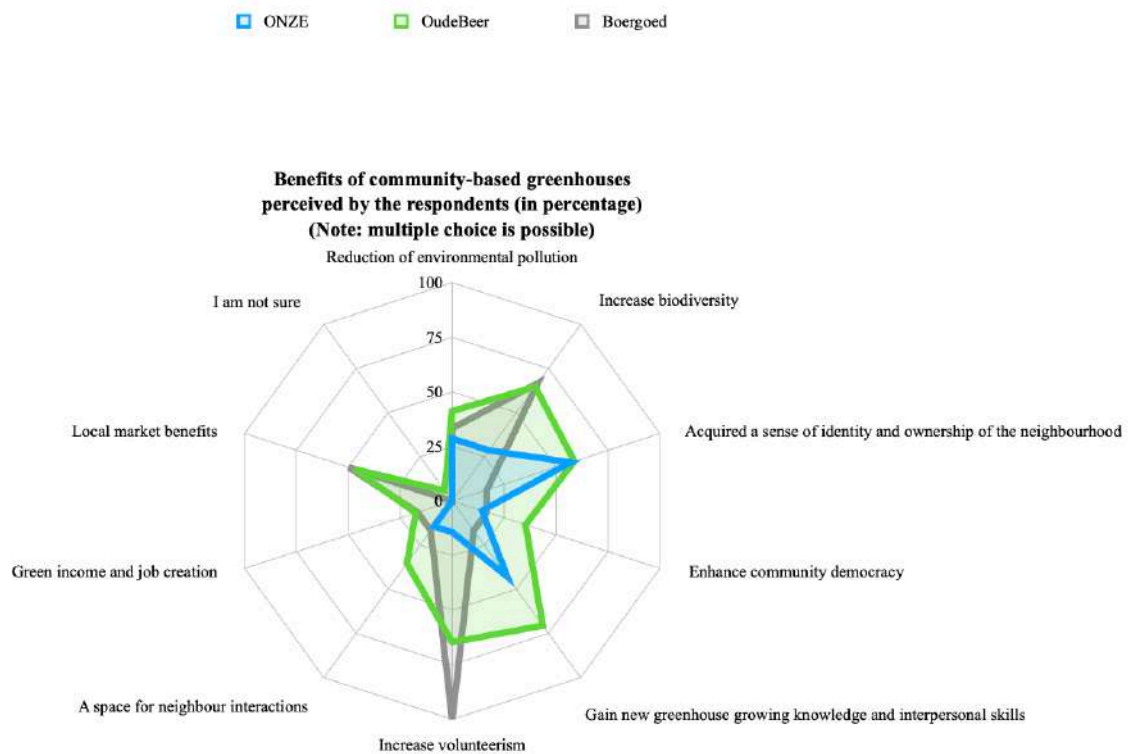 ONZE
OudeBeer
Boergoed
Benefits of community-based greenhouses
perceived by the respondents (in percentage)
(Note: multiple choice is possible)
Reduction of environmental pollution
100
I am not sure
Increase biodiversity
75
50
Local market benefits
Acquired a sense of identity and ownership of the neighbourhood
25
0
Green income and job creation
Enhance community democracy
A space for neighbour interactions
Gain new greenhouse growing knowledge and interpersonal skills
Increase volunteerism